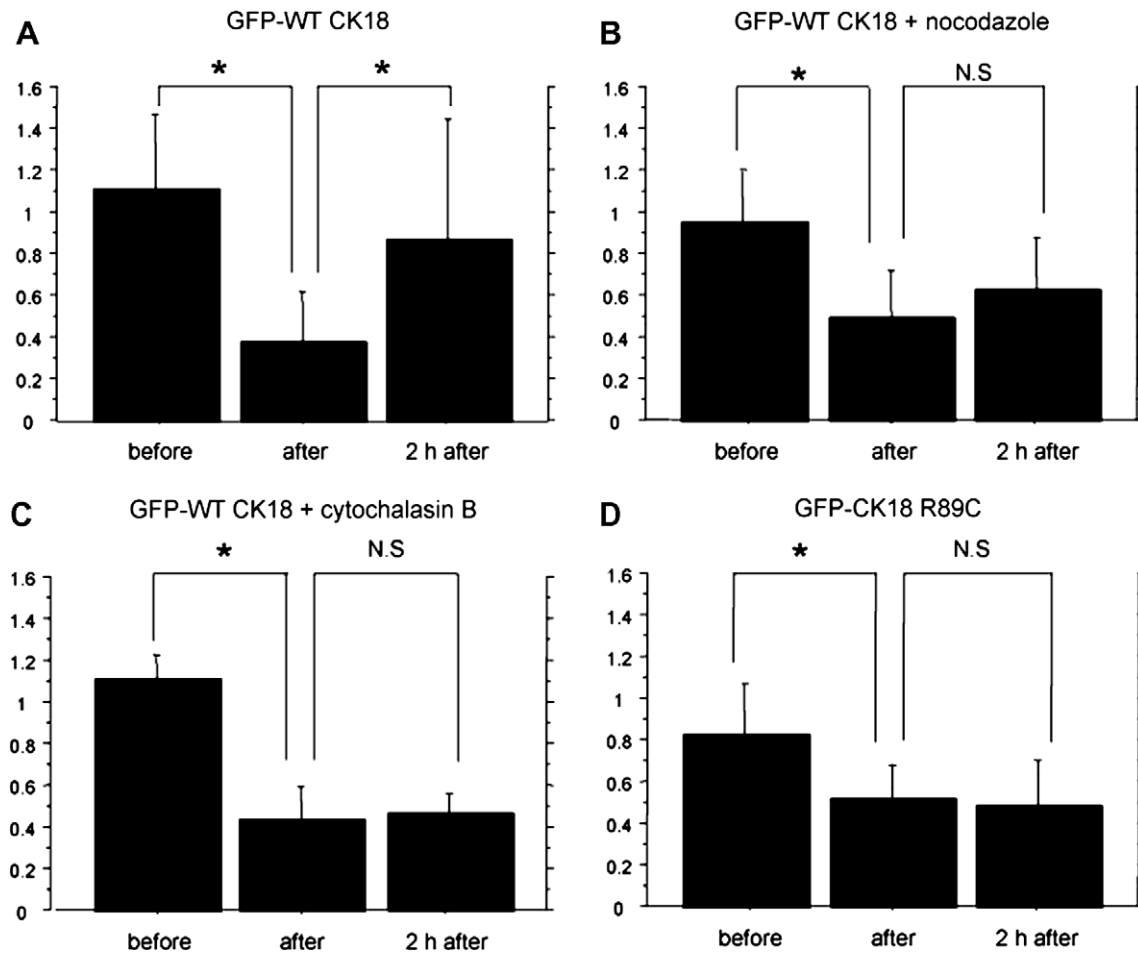 A
GFP-WT CK18
* *
1.6
1.4
1.2
1
0.8
0.6
0.4
0.2
0
before after 2 h after
B
GFP-WT CK18 + nocodazole
* N.S
1.6
1.4
1.2
1
0.8
0.6
0.4
0.2
0
before after 2 h after
C
GFP-WT CK18 + cytochalasin B
* N.S
1.6
1.4
1.2
1
0.8
0.6
0.4
0.2
0
before after 2 h after
D
GFP-CK18 R89C
* N.S
1.6
1.4
1.2
1
0.8
0.6
0.4
0.2
0
before after 2 h after